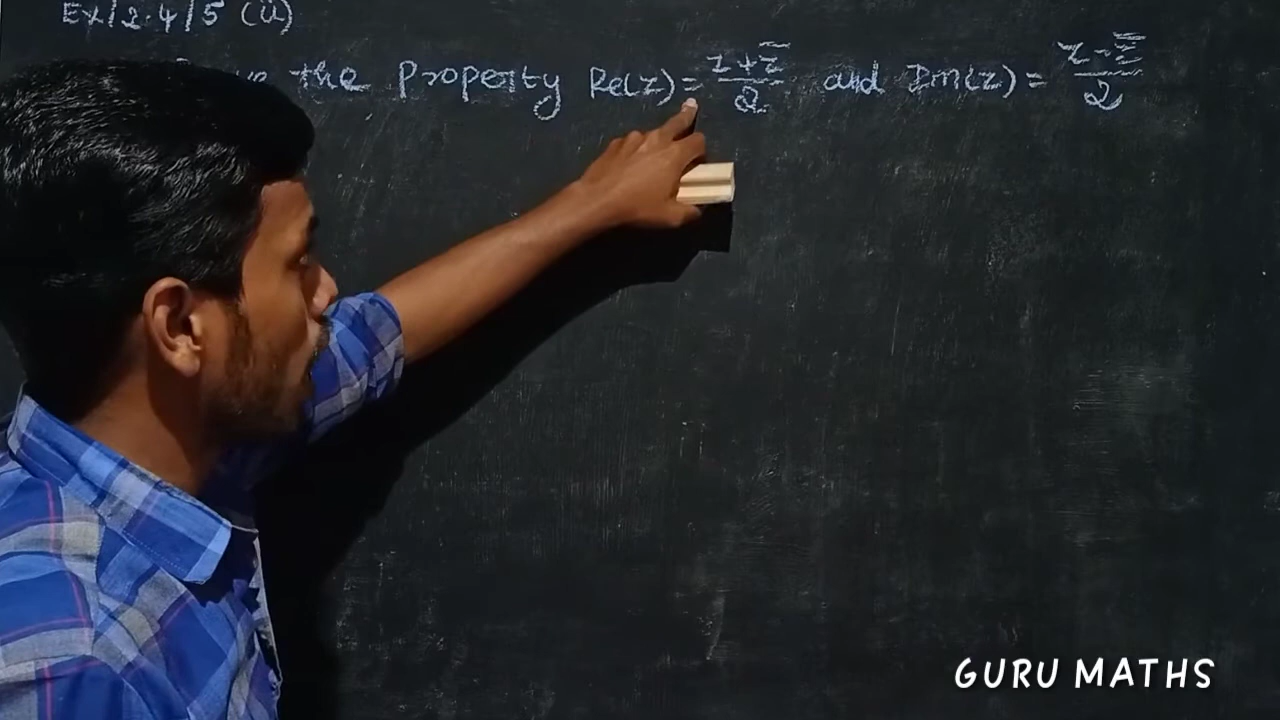 Ex/2.4/5 (ii)
the Property Re(z) = z+z̅/2 and Im(z) = z-z̅/2
GURU MATHS